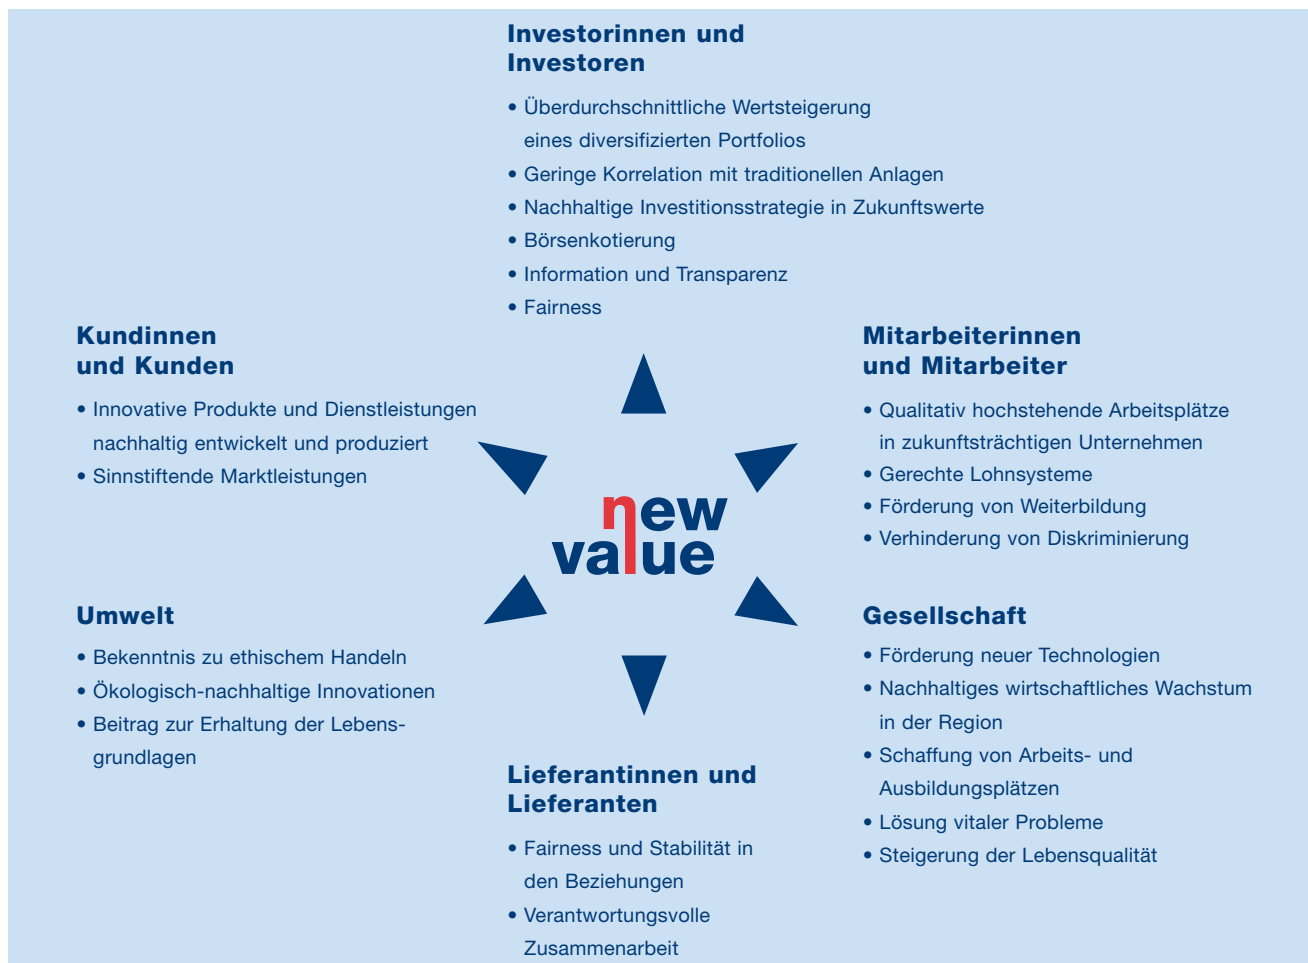 Investorinnen und
Investoren
• Überdurchschnittliche Wertsteigerung
eines diversifizierten Portfolios
• Geringe Korrelation mit traditionellen Anlagen
• Nachhaltige Investitionsstrategie in Zukunftswerte
• Börsenkotierung
• Information und Transparenz
• Fairness
Kundinnen
und Kunden
• Innovative Produkte und Dienstleistungen
nachhaltig entwickelt und produziert
• Sinnstiftende Marktleistungen
Mitarbeiterinnen
und Mitarbeiter
• Qualitativ hochstehende Arbeitsplätze
in zukunftsträchtigen Unternehmen
• Gerechte Lohnsysteme
• Förderung von Weiterbildung
• Verhinderung von Diskriminierung
new
value
Umwelt
• Bekenntnis zu ethischem Handeln
• Ökologisch-nachhaltige Innovationen
• Beitrag zur Erhaltung der Lebens-
grundlagen
Gesellschaft
• Förderung neuer Technologien
• Nachhaltiges wirtschaftliches Wachstum
in der Region
• Schaffung von Arbeits- und
Ausbildungsplätzen
• Lösung vitaler Probleme
• Steigerung der Lebensqualität
Lieferantinnen und
Lieferanten
• Fairness und Stabilität in
den Beziehungen
• Verantwortungsvolle
Zusammenarbeit